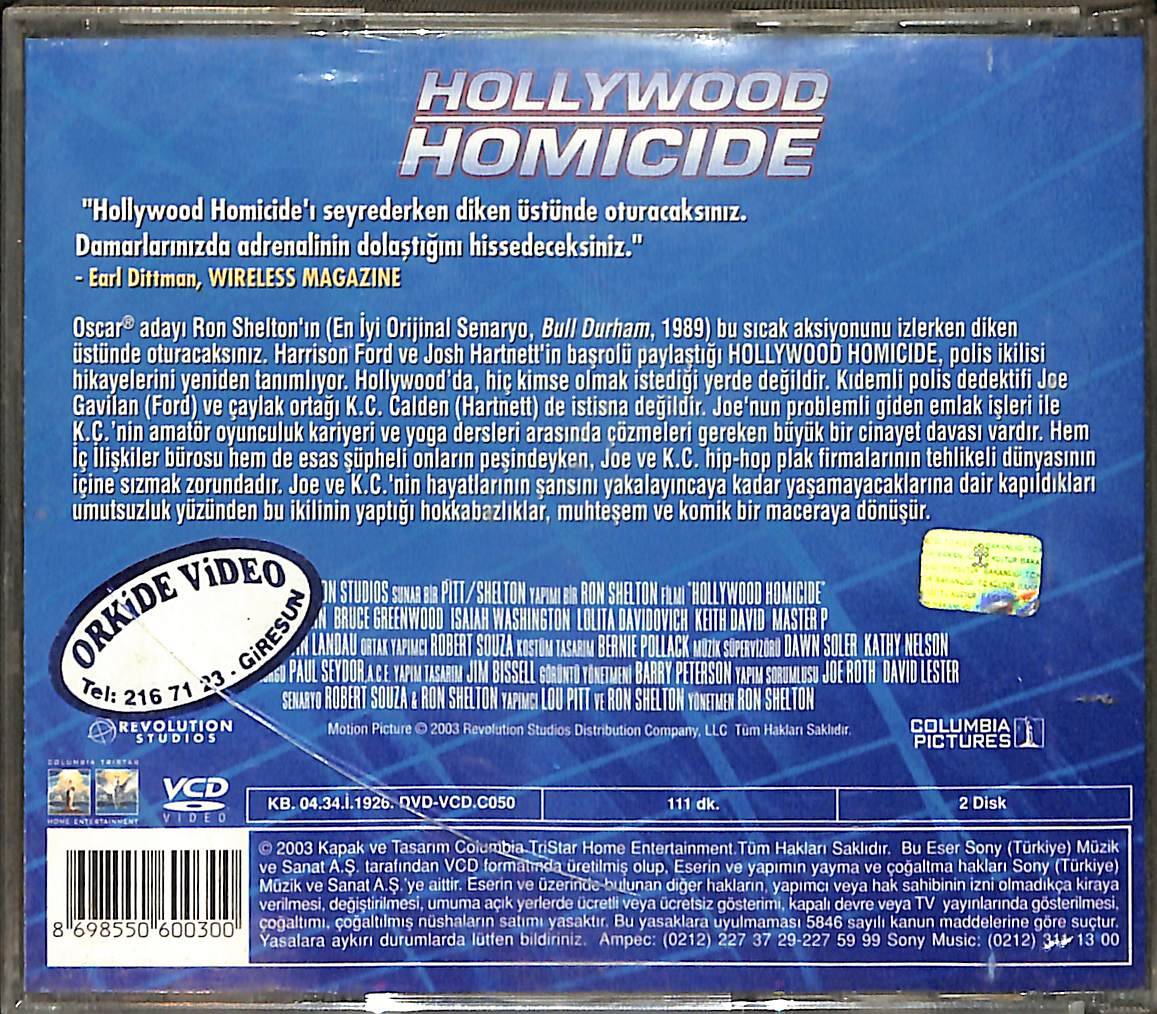 HOLLYWOOD
HOMICIDE
"Hollywood Homicide'ı seyrederken diken üstünde oturacaksınız.
Damarlarınızda adrenalinin dolaştığını hissedeceksiniz."
- Earl Dittman, WIRELESS MAGAZINE
Oscar® adayı Ron Shelton'ın (En İyi Orijinal Senaryo, Bull Durham, 1989) bu sıcak aksiyonunu izlerken diken
üstünde oturacaksınız. Harrison Ford ve Josh Hartnett'in başrolü paylaştığı HOLLYWOOD HOMICIDE, polis ikilisi
hikayelerini yeniden tanımlıyor. Hollywood'da, hiç kimse olmak istediği yerde değildir. Kıdemli polis dedektifi Joe
Gavilan (Ford) ve çaylak ortağı K.C. Calden (Hartnett) de istisna değildir. Joe'nun problemli giden emlak işleri ile
K.C.'nin amatör oyunculuk kariyeri ve yoga dersleri arasında çözmeleri gereken büyük bir cinayet davası vardır. Hem
İç İlişkiler bürosu hem de esas şüpheli onların peşindeyken, Joe ve K.C. hip-hop plak firmalarının tehlikeli dünyasının
içine sızmak zorundadır. Joe ve K.C.'nin hayatlarının şansını yakalayıncaya kadar yaşamayacaklarına dair kapıldıkları
umutsuzluk yüzünden bu ikilinin yaptığı hokkabazlıklar, muhteşem ve komik bir maceraya dönüşür.
ORKiDE ViDEO
Tel: 216 71 23 - GiRESUN
ON STUDIOS SUNAR BİR PITT/SHELTON YAPIMI BİR RON SHELTON FİLMİ "HOLLYWOOD HOMICIDE"
N BRUCE GREENWOOD ISAIAH WASHINGTON LOLITA DAVIDOVICH KEITH DAVID MASTER P
N LANDAU ORTAK YAPIMCI ROBERT SOUZA KOSTÜM TASARIM BERNIE POLLACK MÜZİK SÜPERVİZÖRÜ DAWN SOLER KATHY NELSON
PAUL SEYDOR, A.C.E. YAPIM TASARIM JIM BISSELL GÖRÜNTÜ YÖNETMENİ BARRY PETERSON YAPIM SORUMLUSU JOE ROTH DAVID LESTER
SENARYO ROBERT SOUZA & RON SHELTON YAPIMCI LOU PITT VE RON SHELTON YÖNETMEN RON SHELTON
REVOLUTION
STUDIOS
Motion Picture © 2003 Revolution Studios Distribution Company, LLC Tüm Hakları Saklıdır.
COLUMBIA
PICTURES
COLUMBIA TRISTAR
HOME ENTERTAINMENT
VCD
VIDEO
KB. 04.34.İ.1926. DVD-VCD.C050
111 dk.
2 Disk
© 2003 Kapak ve Tasarım Columbia TriStar Home Entertainment. Tüm Hakları Saklıdır. Bu Eser Sony (Türkiye) Müzik
ve Sanat A.Ş. tarafından VCD formatında üretilmiş olup, Eserin ve yapımın yayma ve çoğaltma hakları Sony (Türkiye)
Müzik ve Sanat A.Ş.'ye aittir. Eserin ve üzerinde bulunan diğer hakların, yapımcı veya hak sahibinin izni olmadıkça kiraya
verilmesi, değiştirilmesi, umuma açık yerlerde ücretli veya ücretsiz gösterimi, kapalı devre veya TV yayınlarında gösterilmesi,
çoğaltımı, çoğaltılmış nüshaların satımı yasaktır. Bu yasaklara uyulmaması 5846 sayılı kanun maddelerine göre suçtur.
Yasalara aykırı durumlarda lütfen bildiriniz. Ampec: (0212) 227 37 29-227 59 99 Sony Music: (0212) 13 00
8 698550 600300